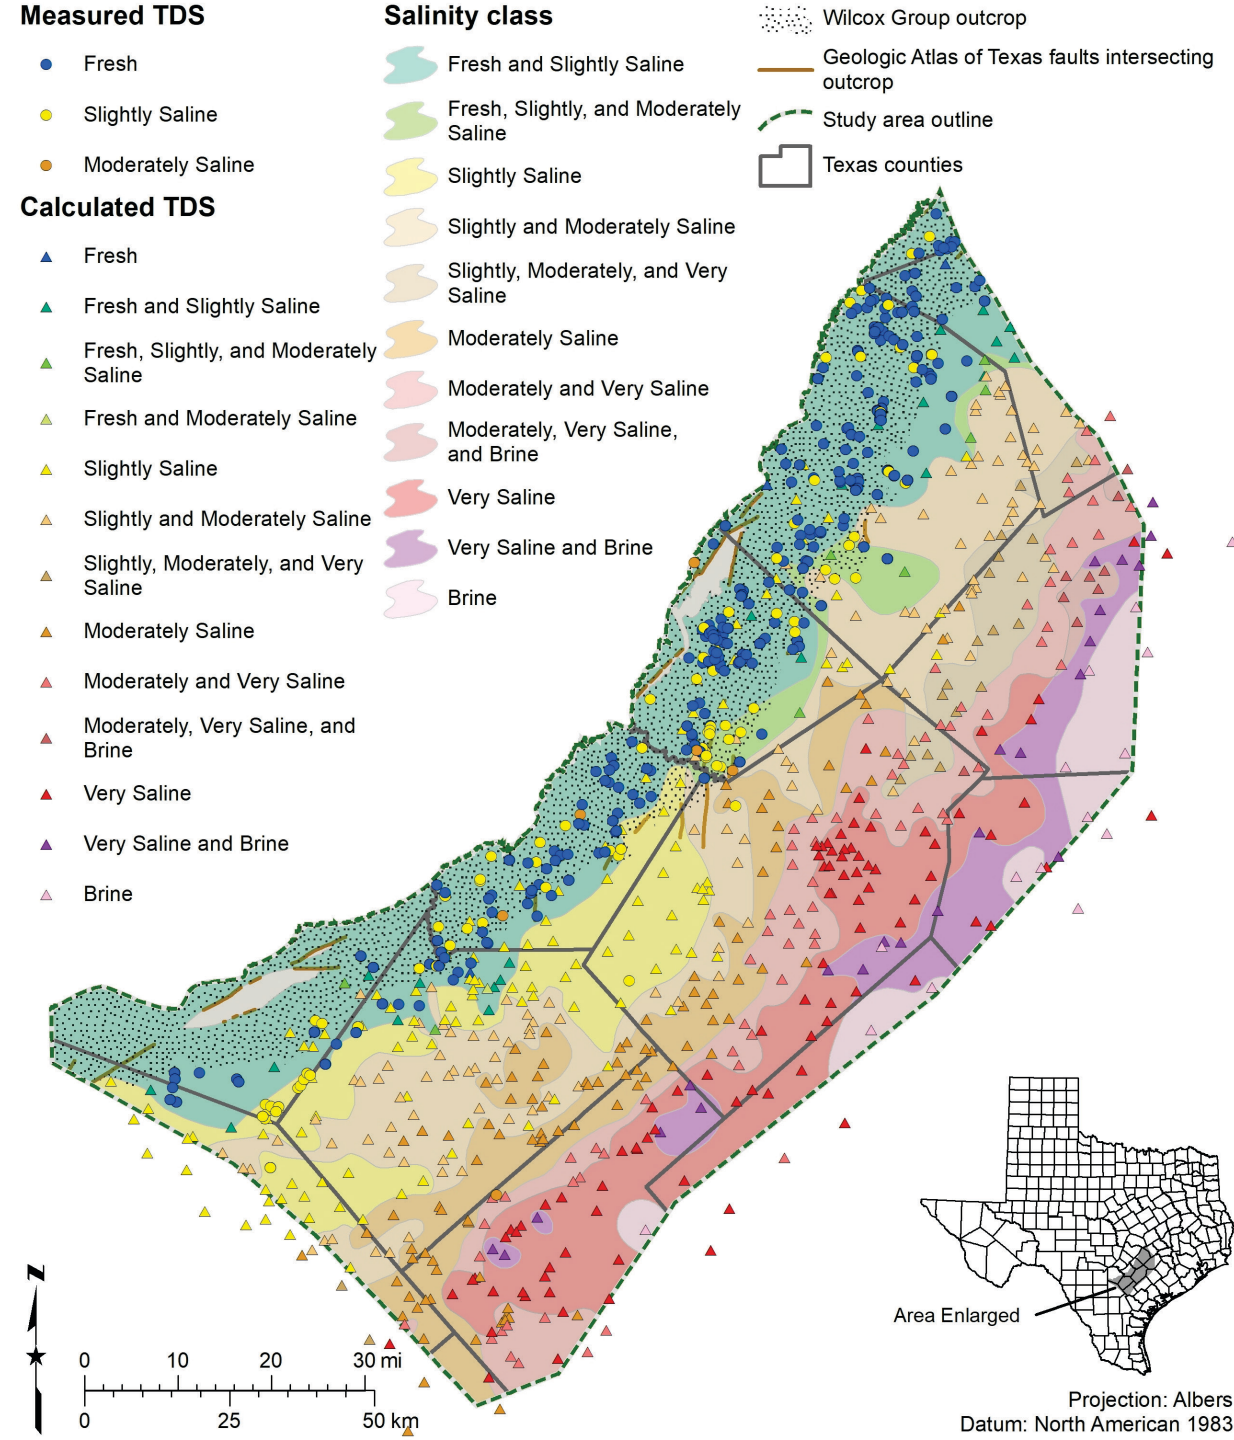 Measured TDS
Fresh
Slightly Saline
Moderately Saline
Calculated TDS
Fresh
Fresh and Slightly Saline
Fresh, Slightly, and Moderately
Saline
Fresh and Moderately Saline
Slightly Saline
Slightly and Moderately Saline
Slightly, Moderately, and Very
Saline
Moderately Saline
Moderately and Very Saline
Moderately, Very Saline, and
Brine
Very Saline
Very Saline and Brine
Brine
Salinity class
Fresh and Slightly Saline
Fresh, Slightly, and Moderately
Saline
Slightly Saline
Slightly and Moderately Saline
Slightly, Moderately, and Very
Saline
Moderately Saline
Moderately and Very Saline
Moderately, Very Saline,
and Brine
Very Saline
Very Saline and Brine
Brine
Wilcox Group outcrop
Geologic Atlas of Texas faults intersecting
outcrop
Study area outline
Texas counties
N
0 10 20 30 mi
0 25 50 km
Area Enlarged
Projection: Albers
Datum: North American 1983